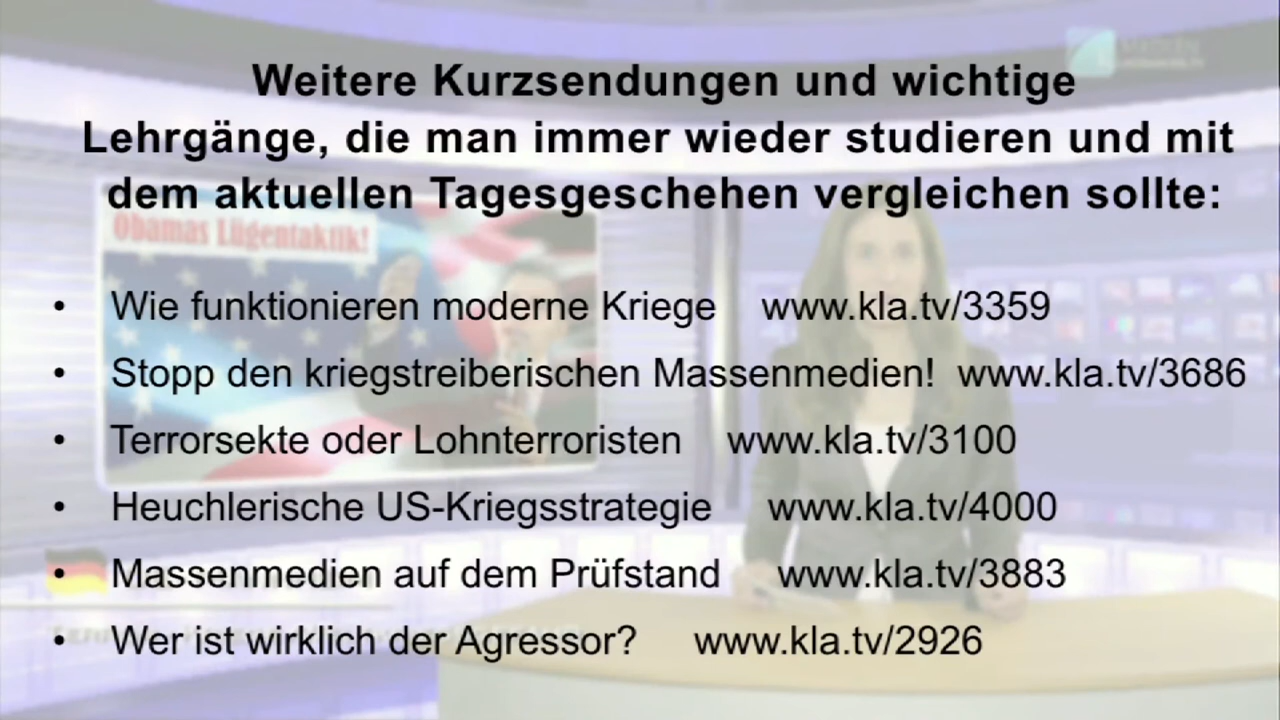 Weitere Kurzsendungen und wichtige
Lehrgänge, die man immer wieder studieren und mit
dem aktuellen Tagesgeschehen vergleichen sollte:
Obamas Lügentaktik!
• Wie funktionieren moderne Kriege www.kla.tv/3359
• Stopp den kriegstreiberischen Massenmedien! www.kla.tv/3686
• Terrorsekte oder Lohnterroristen www.kla.tv/3100
• Heuchlerische US-Kriegsstrategie www.kla.tv/4000
• Massenmedien auf dem Prüfstand www.kla.tv/3883
• Wer ist wirklich der Agressor? www.kla.tv/2926